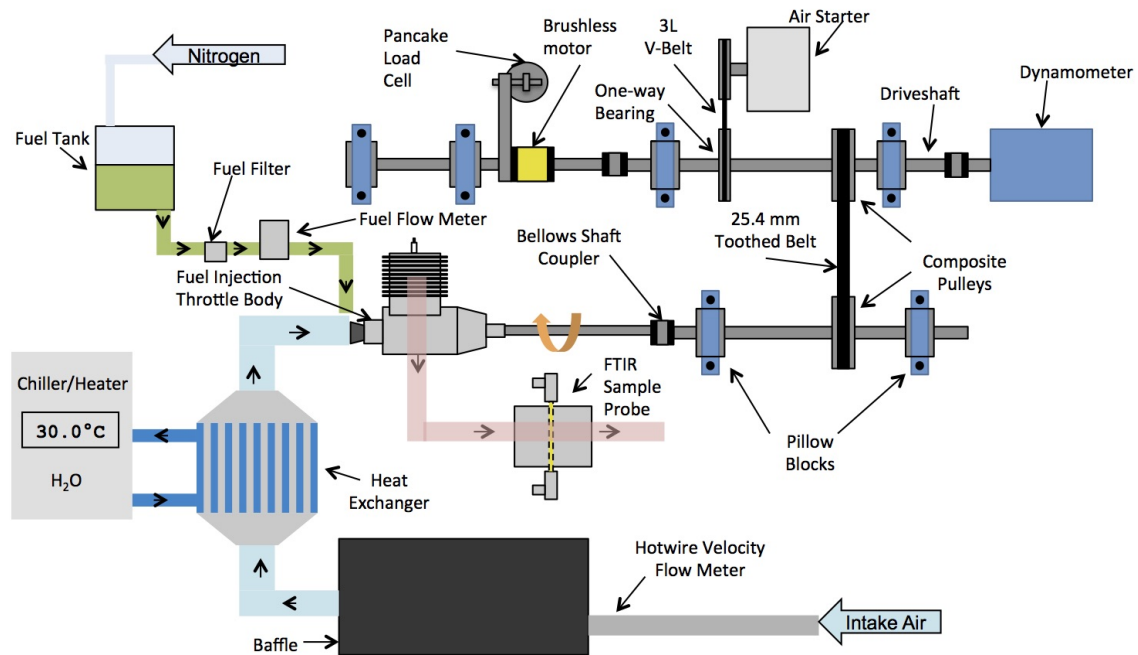 Nitrogen
Fuel Tank
Fuel Filter
Fuel Flow Meter
Fuel Injection
Throttle Body
Pancake
Load
Cell
Brushless
motor
3L
V-Belt
One-way
Bearing
Air Starter
Driveshaft
Dynamometer
25.4 mm
Toothed Belt
Composite
Pulleys
Bellows Shaft
Coupler
FTIR
Sample
Probe
Pillow
Blocks
Chiller/Heater
30.0°C
H₂O
Heat
Exchanger
Hotwire Velocity
Flow Meter
Intake Air
Baffle